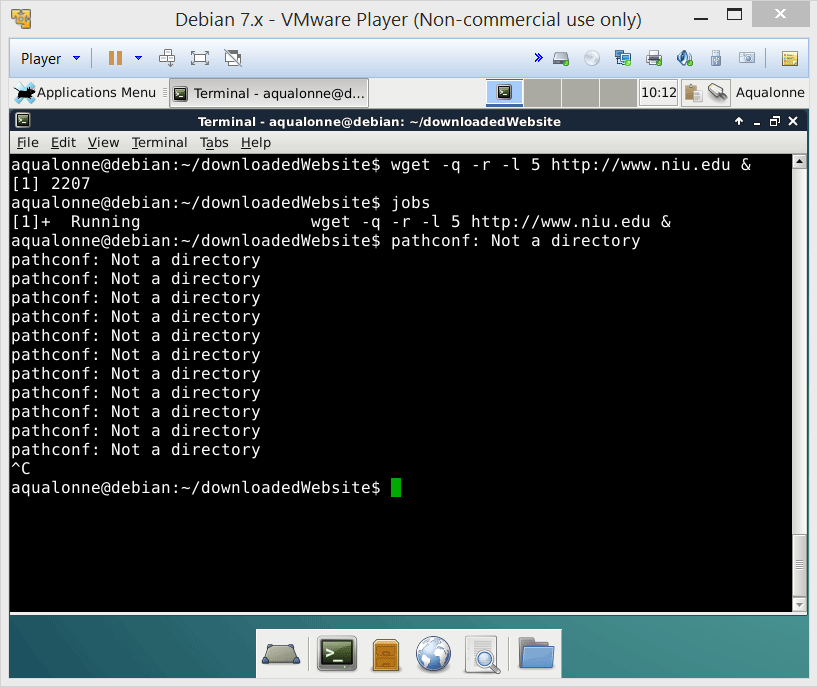 Debian 7.x - VMware Player (Non-commercial use only)
Player
Applications Menu
Terminal - aqualonne@d...
10:12
Aqualonne
Terminal - aqualonne@debian: ~/downloadedWebsite
File Edit View Terminal Tabs Help
aqualonne@debian:~/downloadedWebsite$ wget -q -r -l 5 http://www.niu.edu &
[1] 2207
aqualonne@debian:~/downloadedWebsite$ jobs
[1]+  Running                 wget -q -r -l 5 http://www.niu.edu &
aqualonne@debian:~/downloadedWebsite$ pathconf: Not a directory
pathconf: Not a directory
pathconf: Not a directory
pathconf: Not a directory
pathconf: Not a directory
pathconf: Not a directory
pathconf: Not a directory
pathconf: Not a directory
pathconf: Not a directory
pathconf: Not a directory
pathconf: Not a directory
pathconf: Not a directory
^C
aqualonne@debian:~/downloadedWebsite$